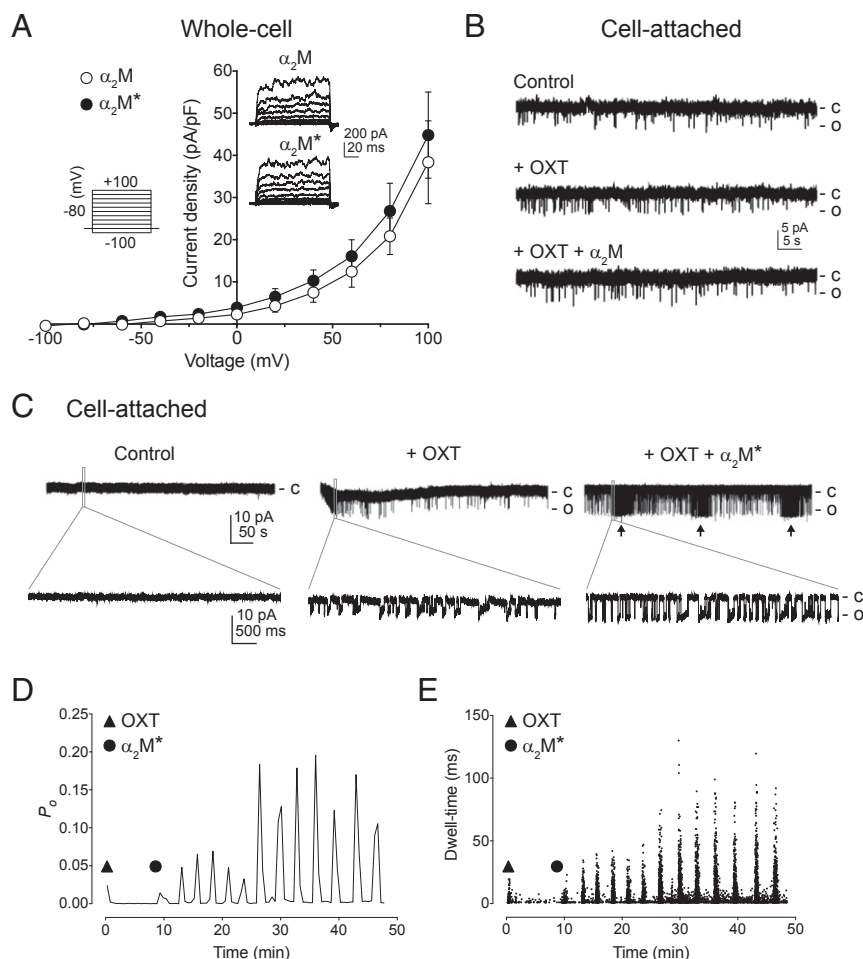 A
Whole-cell
α₂M
α₂M*
(mV)
+100
-80
-100
Current density (pA/pF)
60
50
40
30
20
10
α₂M
200 pA
20 ms
α₂M*
-100
-50
0
50
100
Voltage (mV)
B
Cell-attached
Control
- c
- o
+ OXT
- c
- o
5 pA
5 s
+ OXT + α₂M
- c
- o
C
Cell-attached
Control
- c
10 pA
50 s
10 pA
500 ms
+ OXT
c
o
+ OXT + α₂M*
- c
- o
- c
- o
D
▲ OXT
● α₂M*
Pₒ
0.25
0.20
0.15
0.10
0.05
0.00
0
10
20
30
40
50
Time (min)
E
▲ OXT
● α₂M*
Dwell-time (ms)
150
100
50
0
0
10
20
30
40
50
Time (min)